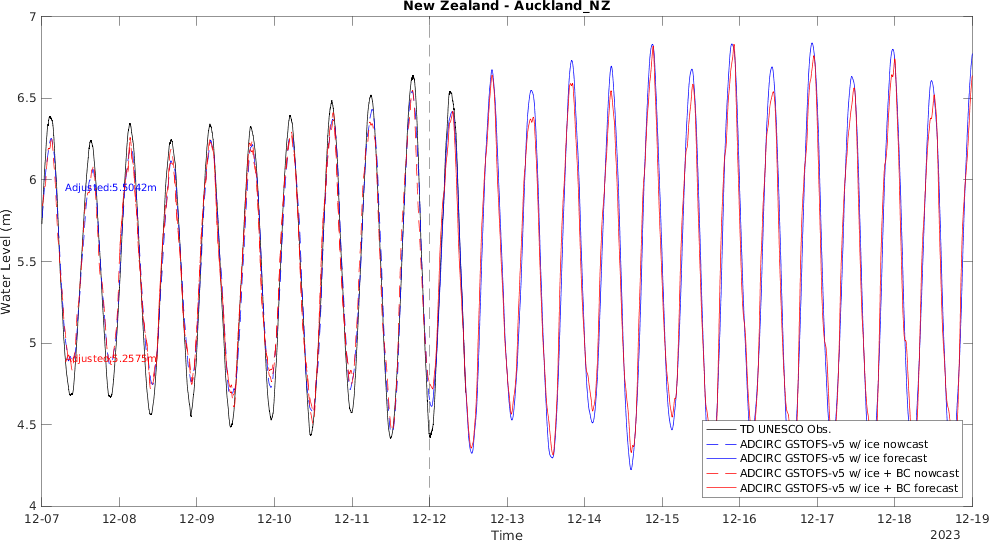 New Zealand - Auckland_NZ
7
6.5
6
5.5
5
4.5
4
Water Level (m)
Adjusted:5.5042m
Adjusted:5.2575m
TD UNESCO Obs.
ADCIRC GSTOFS-v5 w/ ice nowcast
ADCIRC GSTOFS-v5 w/ ice forecast
ADCIRC GSTOFS-v5 w/ ice + BC nowcast
ADCIRC GSTOFS-v5 w/ ice + BC forecast
12-07 12-08 12-09 12-10 12-11 12-12 12-13 12-14 12-15 12-16 12-17 12-18 12-19
Time
2023